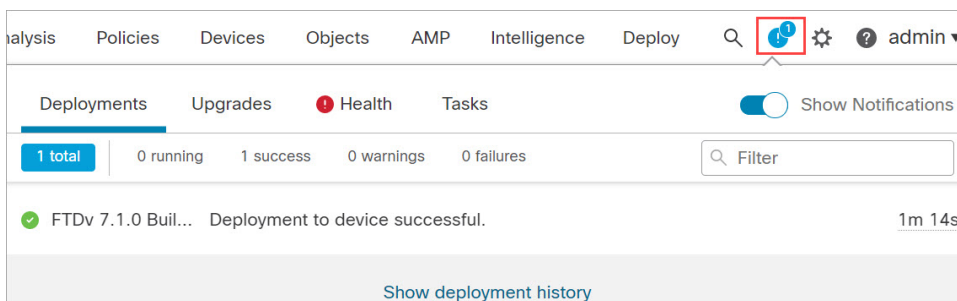 nalysis Policies Devices Objects AMP Intelligence Deploy 1 admin
Deployments Upgrades Health Tasks Show Notifications
1 total 0 running 1 success 0 warnings 0 failures Filter
FTDv 7.1.0 Buil... Deployment to device successful. 1m 14s
Show deployment history